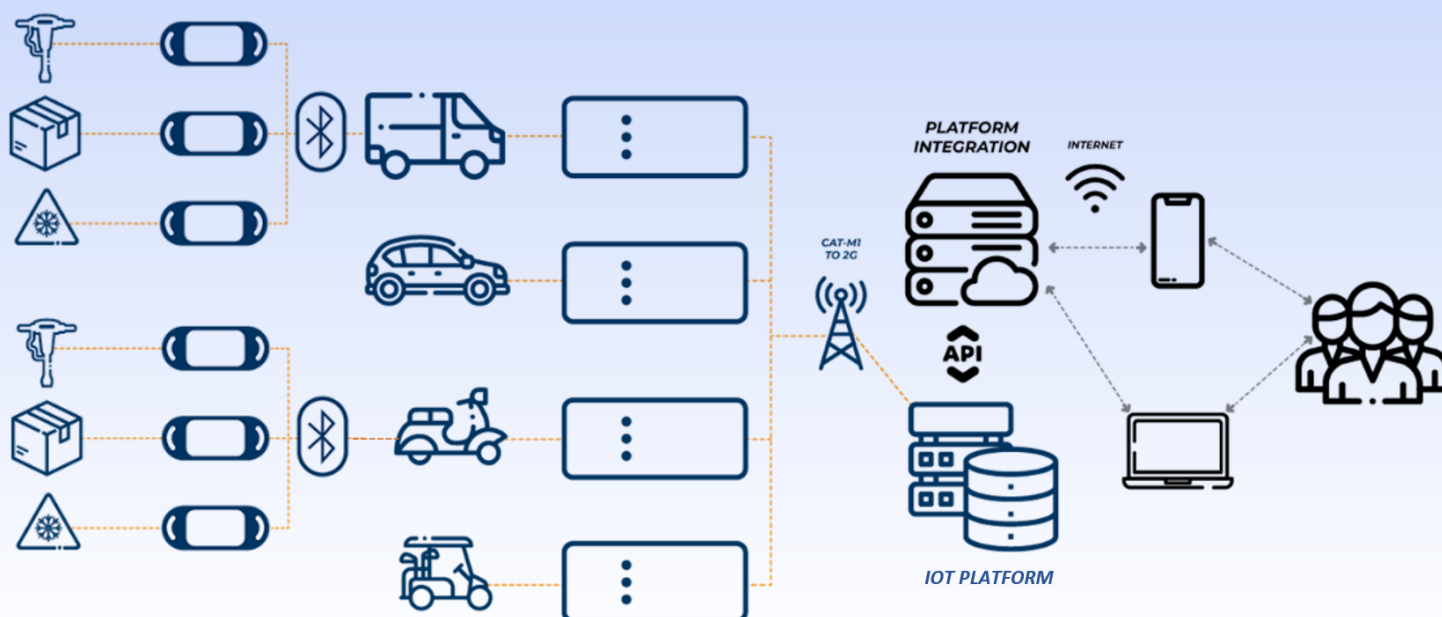 PLATFORM
INTEGRATION
INTERNET
CAT-M1
TO 2G
API
IOT PLATFORM